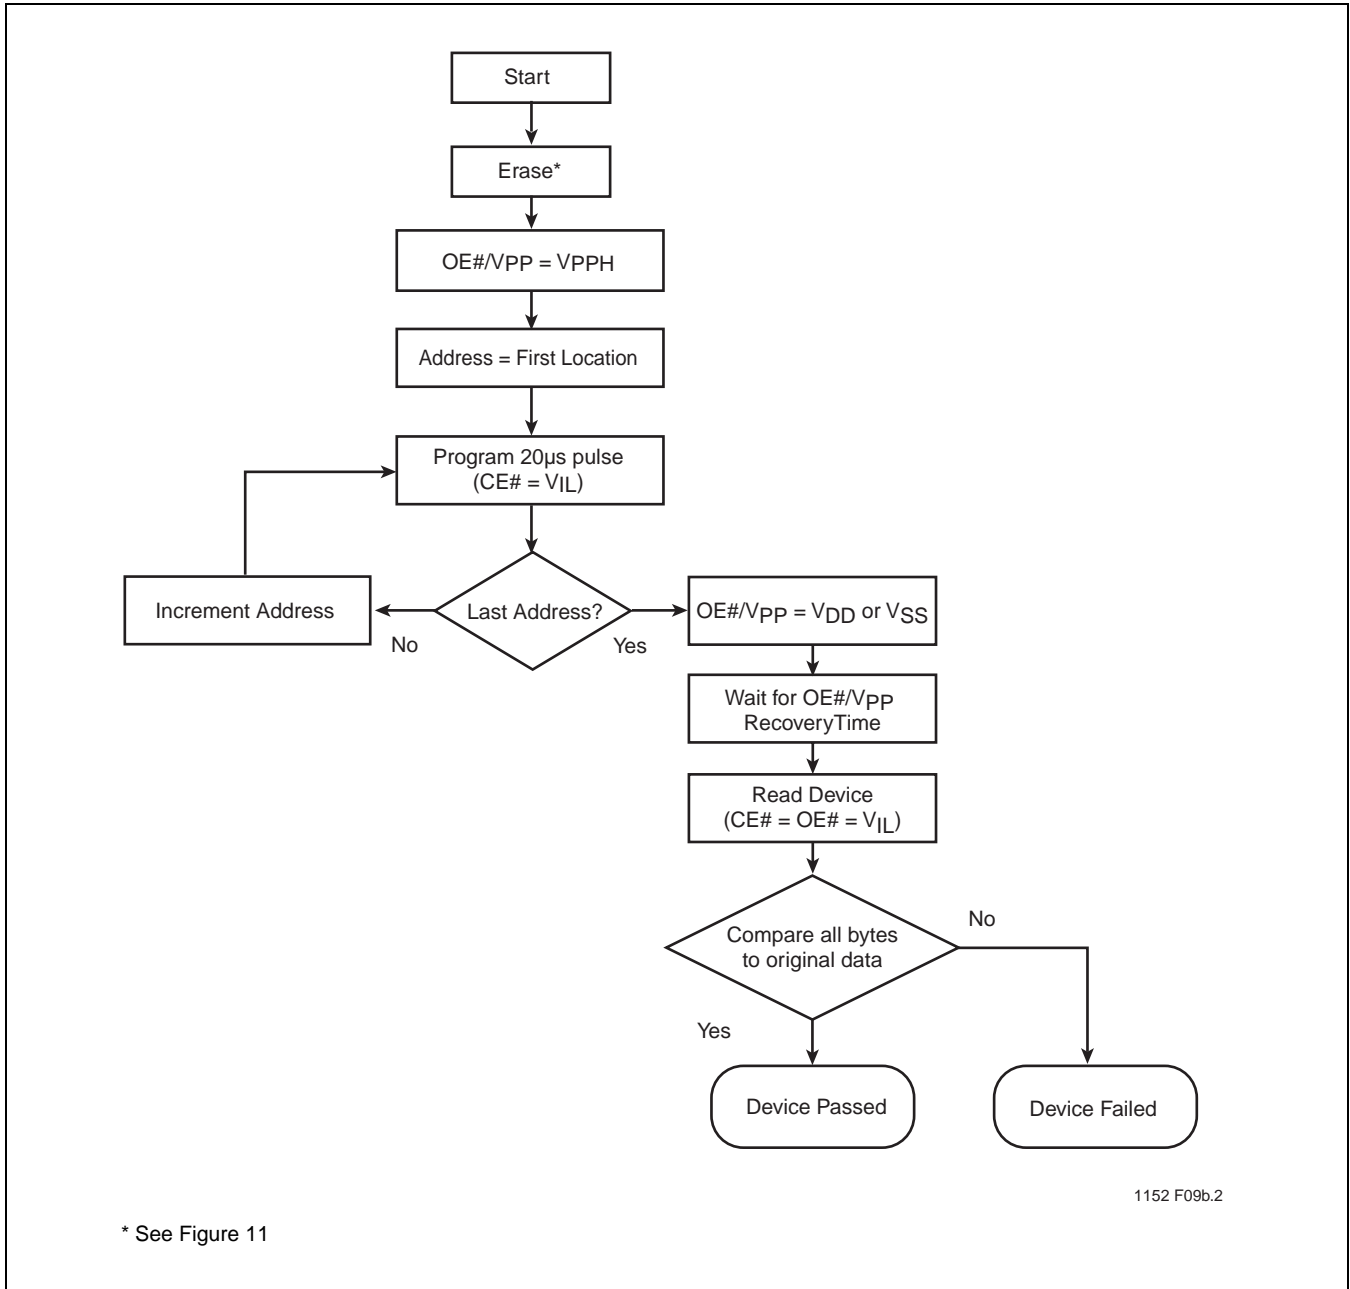 Start
Erase*
OE#/VPP = VPPH
Address = First Location
Program 20µs pulse
(CE# = VIL)
Increment Address
Last Address?
OE#/VPP = VDD or VSS
No
Yes
Wait for OE#/VPP
RecoveryTime
Read Device
(CE# = OE# = VIL)
Compare all bytes
to original data
No
Yes
Device Passed
Device Failed
1152 F09b.2
* See Figure 11